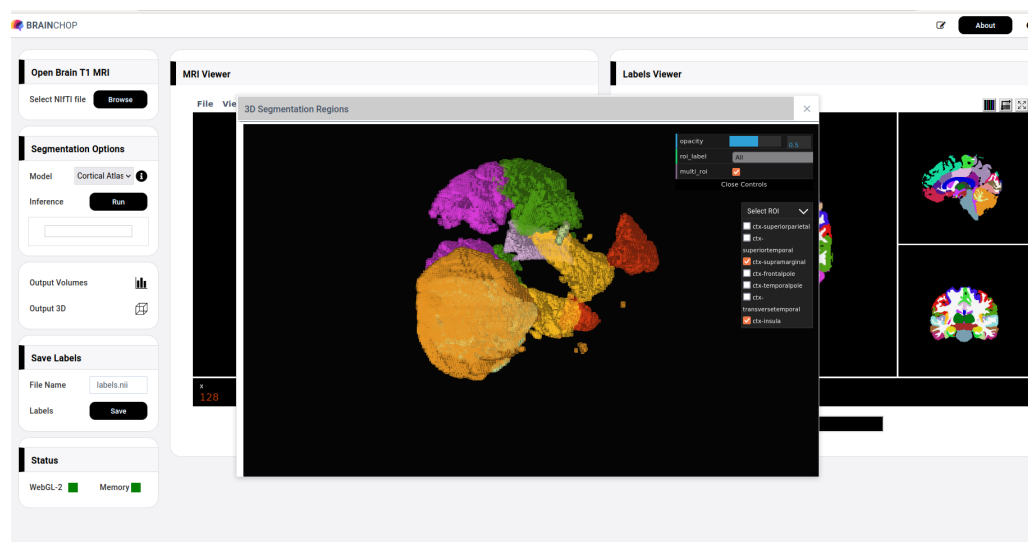 BRAINCHOP
About
Open Brain T1 MRI
Select NIfTI file
Browse
Segmentation Options
Model
Cortical Atlas
Inference
Run
Output Volumes
Output 3D
Save Labels
File Name
labels.nii
Labels
Save
Status
WebGL-2
Memory
MRI Viewer
File
Vie
x
128
3D Segmentation Regions
×
opacity
0.5
roi_label
All
multi_roi
Close Controls
Select ROI
ctx-superiorparietal
ctx-
superiortemporal
ctx-supramarginal
ctx-frontalpole
ctx-temporalpole
ctx-
transversetemporal
ctx-insula
Labels Viewer